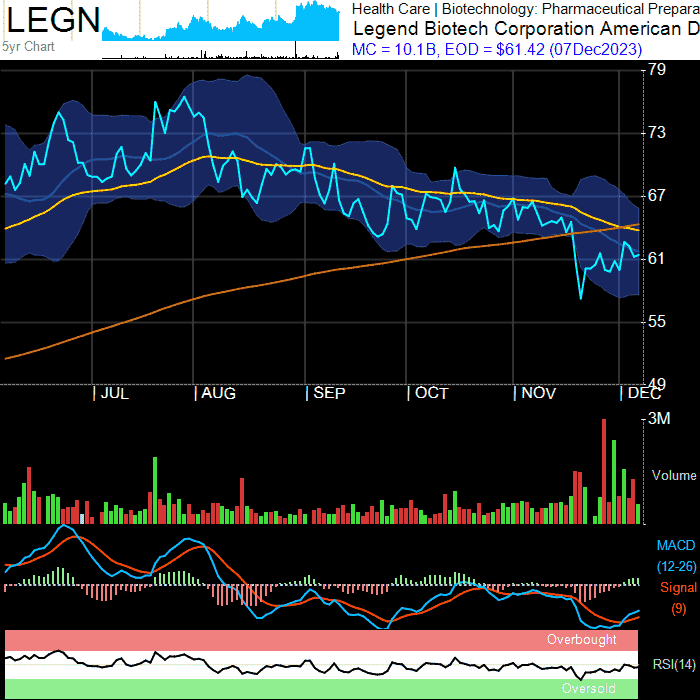 LEGN
5yr Chart
Health Care | Biotechnology: Pharmaceutical Prepara
Legend Biotech Corporation American D
MC = 10.1B, EOD = $61.42 (07Dec2023)
79
73
67
61
55
49
| JUL | AUG | SEP | OCT | NOV | DEC
3M
Volume
MACD
(12-26)
Signal
(9)
Overbought
RSI(14)
Oversold